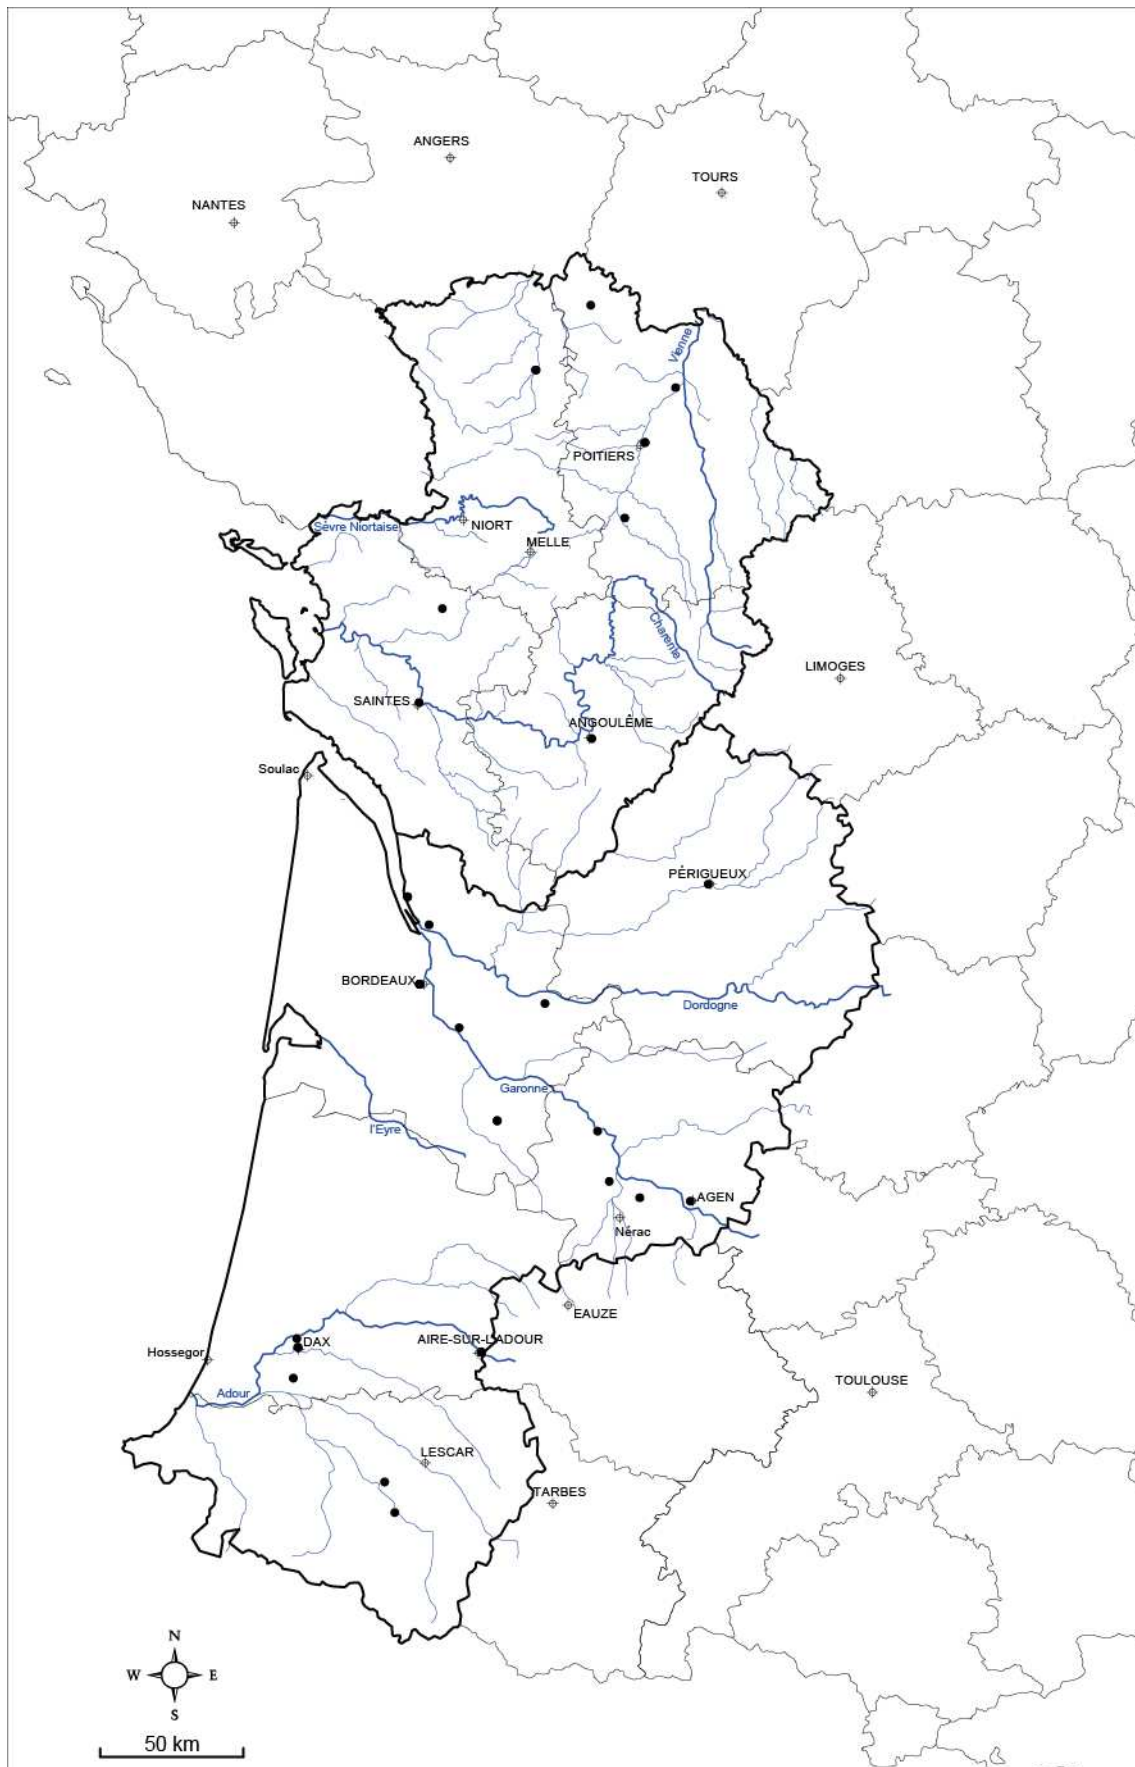 ANGERS
TOURS
NANTES
Vienne
POITIERS
Sèvre Niortaise
NIORT
MELLE
Charente
LIMOGES
SAINTES
ANGOULÊME
Soulac
PÉRIGUEUX
BORDEAUX
Dordogne
Garonne
l'Eyre
AGEN
Nérac
EAUZE
AIRE-SUR-L'ADOUR
DAX
Hossegor
TOULOUSE
Adour
LESCAR
TARBES
N
W E
S
50 km